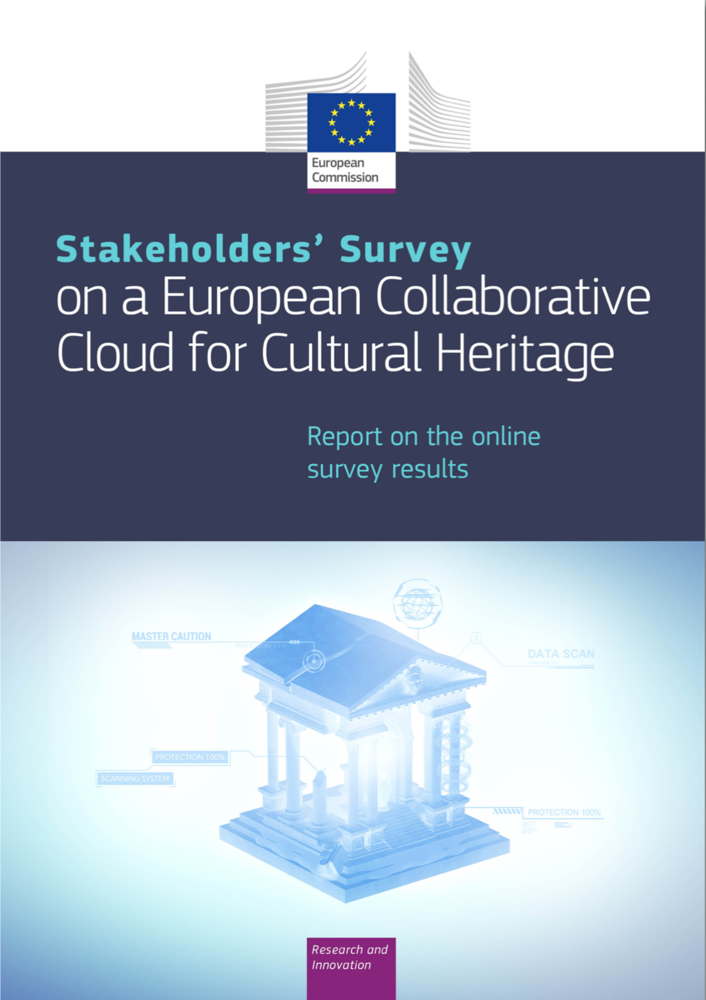 European
Commission
Stakeholders’ Survey
on a European Collaborative
Cloud for Cultural Heritage
Report on the online
survey results
MASTER CAUTION
2
DATA SCAN
PROTECTION 100%
SCANNING SYSTEM
PROTECTION 100%
Research and
Innovation